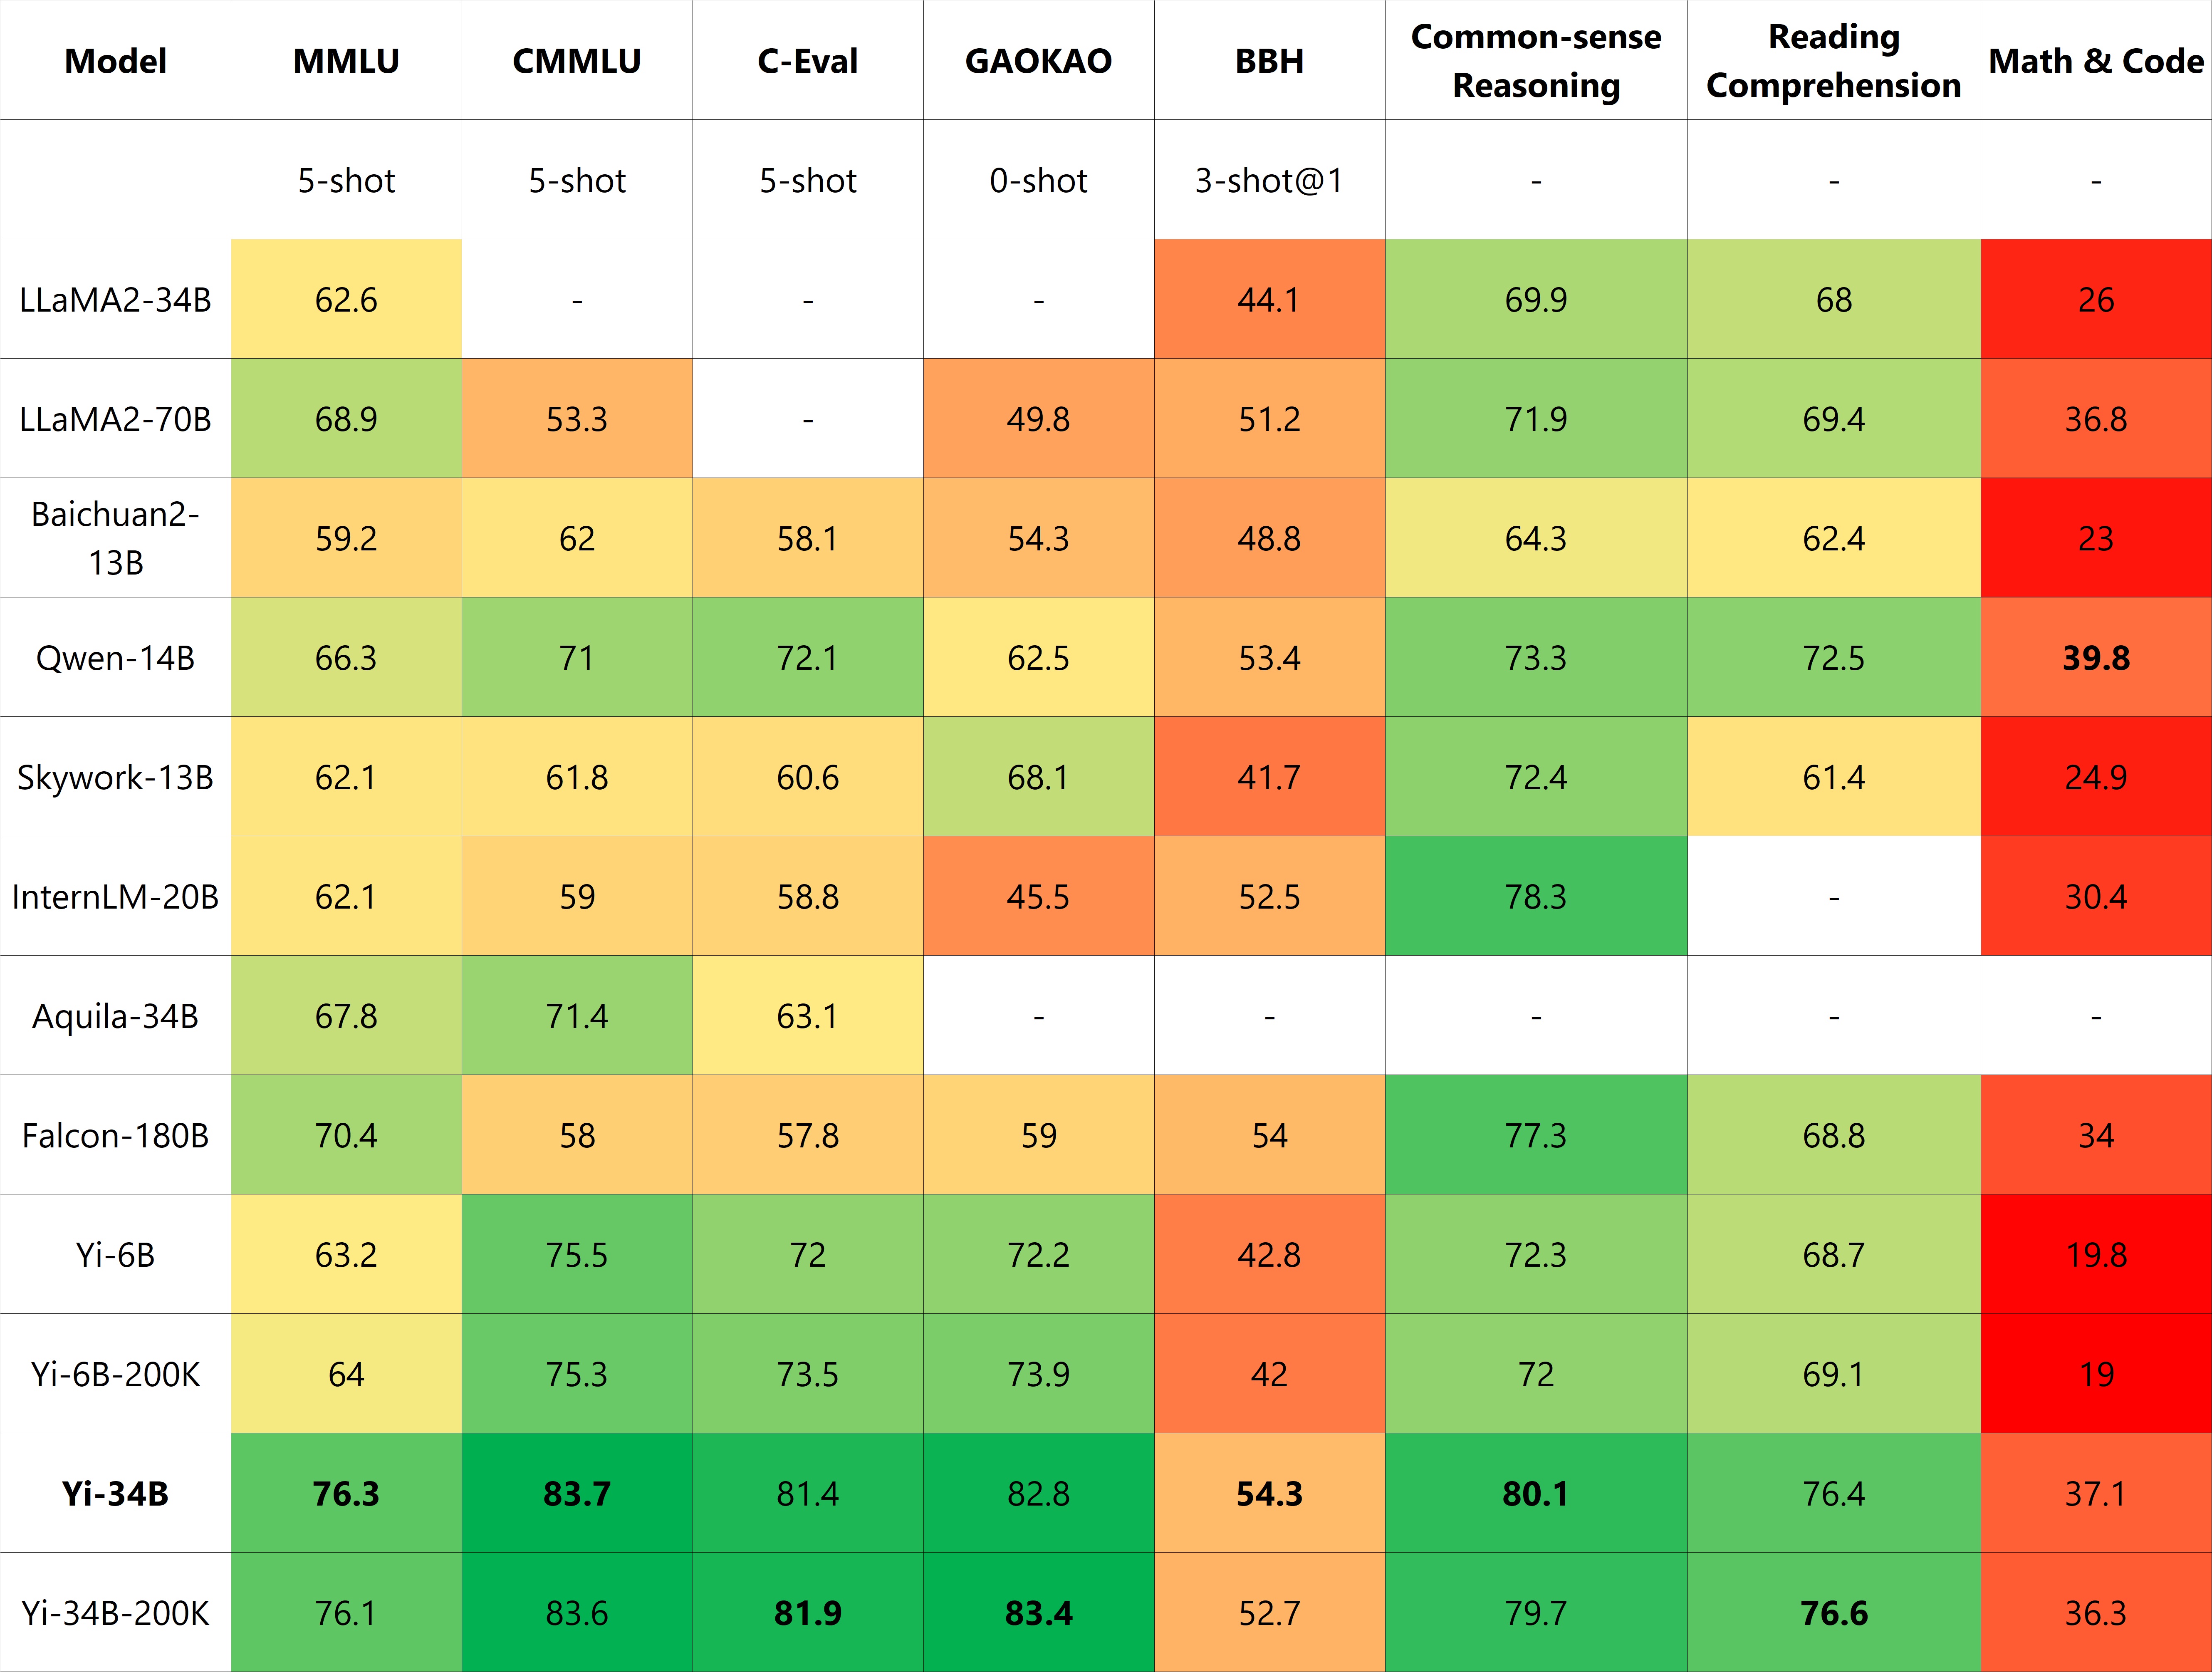 Model MMLU CMMLU C-Eval GAOKAO BBH Common-sense Reasoning Reading Comprehension Math & Code
5-shot 5-shot 5-shot 0-shot 3-shot@1 - - -
LLaMA2-34B 62.6 - - - 44.1 69.9 68 26
LLaMA2-70B 68.9 53.3 - 49.8 51.2 71.9 69.4 36.8
Baichuan2-13B 59.2 62 58.1 54.3 48.8 64.3 62.4 23
Qwen-14B 66.3 71 72.1 62.5 53.4 73.3 72.5 39.8
Skywork-13B 62.1 61.8 60.6 68.1 41.7 72.4 61.4 24.9
InternLM-20B 62.1 59 58.8 45.5 52.5 78.3 - 30.4
Aquila-34B 67.8 71.4 63.1 - - - - -
Falcon-180B 70.4 58 57.8 59 54 77.3 68.8 34
Yi-6B 63.2 75.5 72 72.2 42.8 72.3 68.7 19.8
Yi-6B-200K 64 75.3 73.5 73.9 42 72 69.1 19
Yi-34B 76.3 83.7 81.4 82.8 54.3 80.1 76.4 37.1
Yi-34B-200K 76.1 83.6 81.9 83.4 52.7 79.7 76.6 36.3